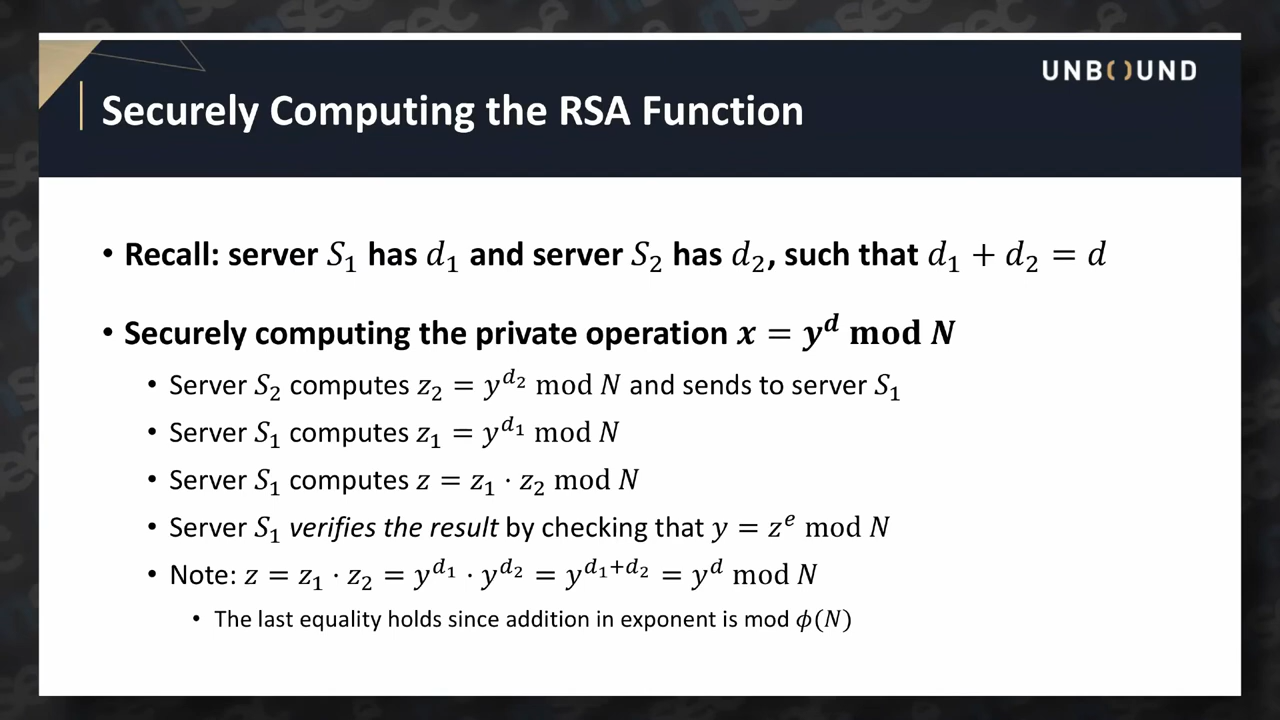 UNBOUND
Securely Computing the RSA Function
• Recall: server S₁ has d₁ and server S₂ has d₂, such that d₁ + d₂ = d
• Securely computing the private operation x = y^d mod N
• Server S₂ computes z₂ = y^{d₂} mod N and sends to server S₁
• Server S₁ computes z₁ = y^{d₁} mod N
• Server S₁ computes z = z₁ · z₂ mod N
• Server S₁ verifies the result by checking that y = z^e mod N
• Note: z = z₁ · z₂ = y^{d₁} · y^{d₂} = y^{d₁+d₂} = y^d mod N
• The last equality holds since addition in exponent is mod ϕ(N)